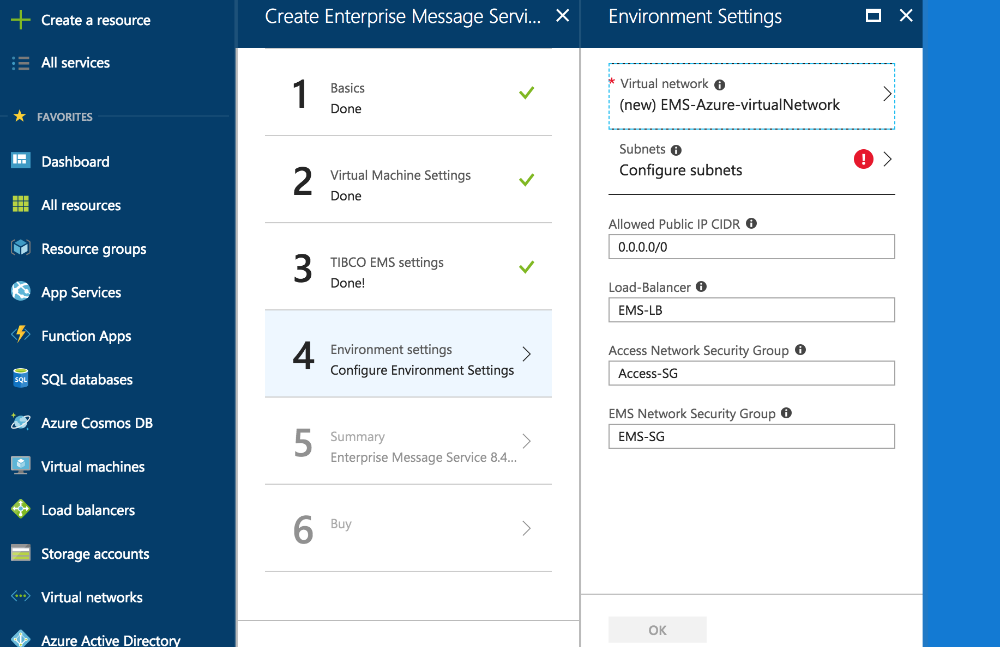 Create a resource
All services
FAVORITES
Dashboard
All resources
Resource groups
App Services
Function Apps
SQL
SQL databases
Azure Cosmos DB
Virtual machines
Load balancers
Storage accounts
Virtual networks
Azure Active Directory
Create Enterprise Message Servi...
1
Basics
Done
2
Virtual Machine Settings
Done
3
TIBCO EMS settings
Done!
4
Environment settings
Configure Environment Settings
5
Summary
Enterprise Message Service 8.4...
6
Buy
Environment Settings
* Virtual network
(new) EMS-Azure-virtualNetwork
Subnets
Configure subnets
Allowed Public IP CIDR
0.0.0.0/0
Load-Balancer
EMS-LB
Access Network Security Group
Access-SG
EMS Network Security Group
EMS-SG
OK